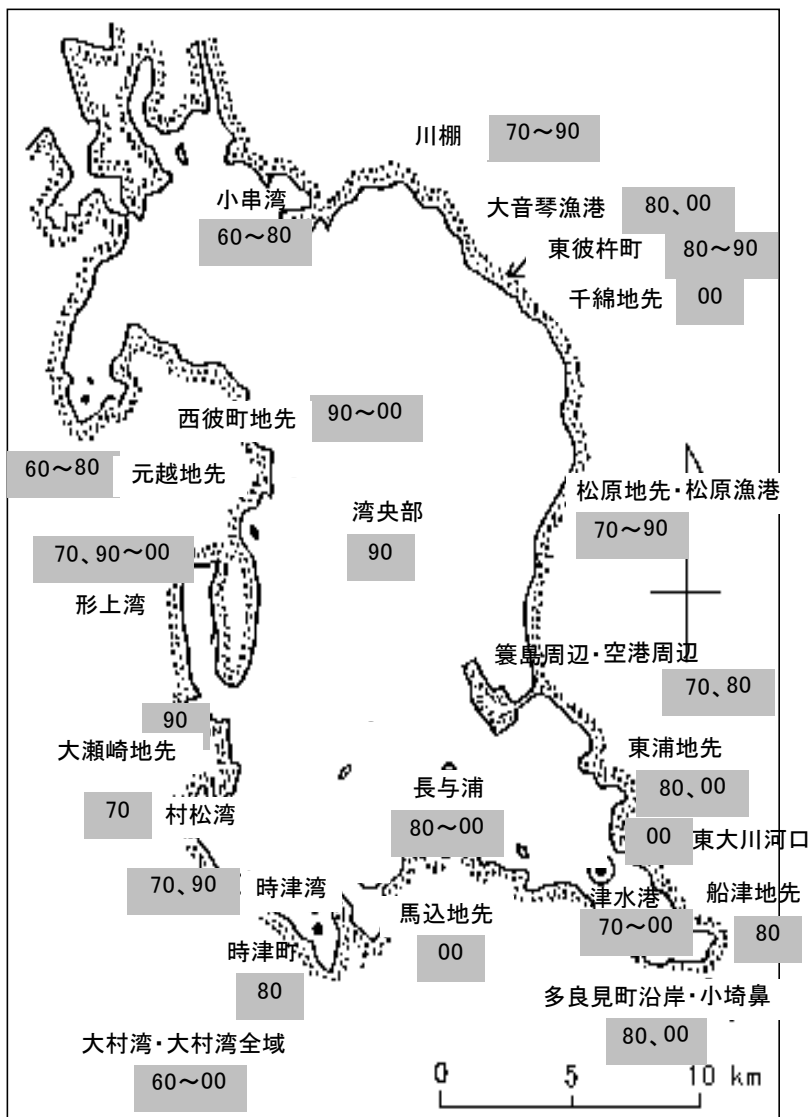 川棚 70～90
小串湾
60～80
大音琴漁港 80、00
東彼杵町 80～90
千綿地先 00
西彼町地先 90～00
60～80 元越地先
松原地先・松原漁港
70～90
湾央部
90
70、90～00
形上湾
簑島周辺・空港周辺
70、80
90
大瀬崎地先
東浦地先
80、00
70 村松湾
長与浦
80～00
00 東大川河口
70、90 時津湾
津水港
70～00
船津地先
80
馬込地先
00
時津町
80
多良見町沿岸・小埼鼻
80、00
大村湾・大村湾全域
60～00
0 5 10 km